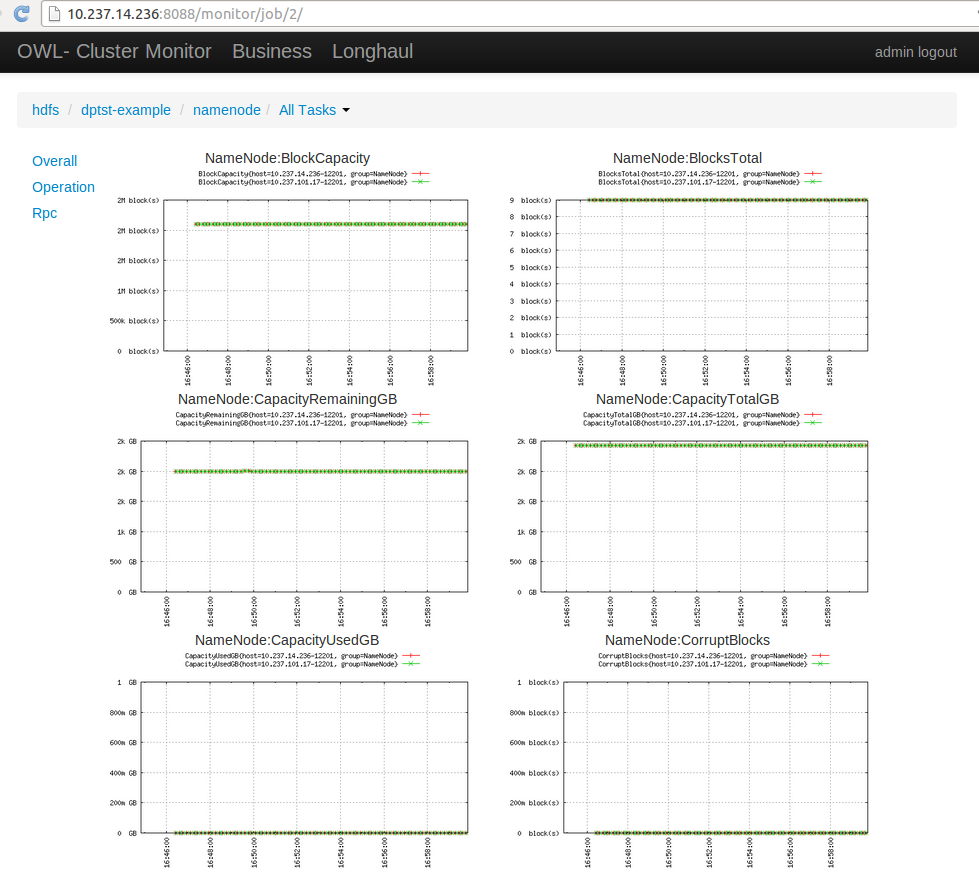 10.237.14.236:8088/monitor/job/2/
OWL- Cluster Monitor Business Longhaul admin logout
hdfs / dptst-example / namenode / All Tasks
Overall
Operation
Rpc
NameNode:BlockCapacity
BlockCapacity{host=10.237.14.236-12201, group=NameNode}
BlockCapacity{host=10.237.101.17-12201, group=NameNode}
2M block(s)
2M block(s)
2M block(s)
1M block(s)
500k block(s)
0 block(s)
16:46:00 16:48:00 16:50:00 16:52:00 16:54:00 16:56:00 16:58:00
NameNode:BlocksTotal
BlocksTotal{host=10.237.14.236-12201, group=NameNode}
BlocksTotal{host=10.237.101.17-12201, group=NameNode}
9 block(s)
8 block(s)
7 block(s)
6 block(s)
5 block(s)
4 block(s)
3 block(s)
2 block(s)
1 block(s)
0 block(s)
16:46:00 16:48:00 16:50:00 16:52:00 16:54:00 16:56:00 16:58:00
NameNode:CapacityRemainingGB
CapacityRemainingGB{host=10.237.14.236-12201, group=NameNode}
CapacityRemainingGB{host=10.237.101.17-12201, group=NameNode}
2k GB
2k GB
2k GB
1k GB
500 GB
0 GB
16:46:00 16:48:00 16:50:00 16:52:00 16:54:00 16:56:00 16:58:00
NameNode:CapacityTotalGB
CapacityTotalGB{host=10.237.14.236-12201, group=NameNode}
CapacityTotalGB{host=10.237.101.17-12201, group=NameNode}
2k GB
2k GB
2k GB
1k GB
500 GB
0 GB
16:46:00 16:48:00 16:50:00 16:52:00 16:54:00 16:56:00 16:58:00
NameNode:CapacityUsedGB
CapacityUsedGB{host=10.237.14.236-12201, group=NameNode}
CapacityUsedGB{host=10.237.101.17-12201, group=NameNode}
1 GB
800m GB
600m GB
400m GB
200m GB
0 GB
16:46:00 16:48:00 16:50:00 16:52:00 16:54:00 16:56:00 16:58:00
NameNode:CorruptBlocks
CorruptBlocks{host=10.237.14.236-12201, group=NameNode}
CorruptBlocks{host=10.237.101.17-12201, group=NameNode}
1 block(s)
800m block(s)
600m block(s)
400m block(s)
200m block(s)
0 block(s)
16:46:00 16:48:00 16:50:00 16:52:00 16:54:00 16:56:00 16:58:00